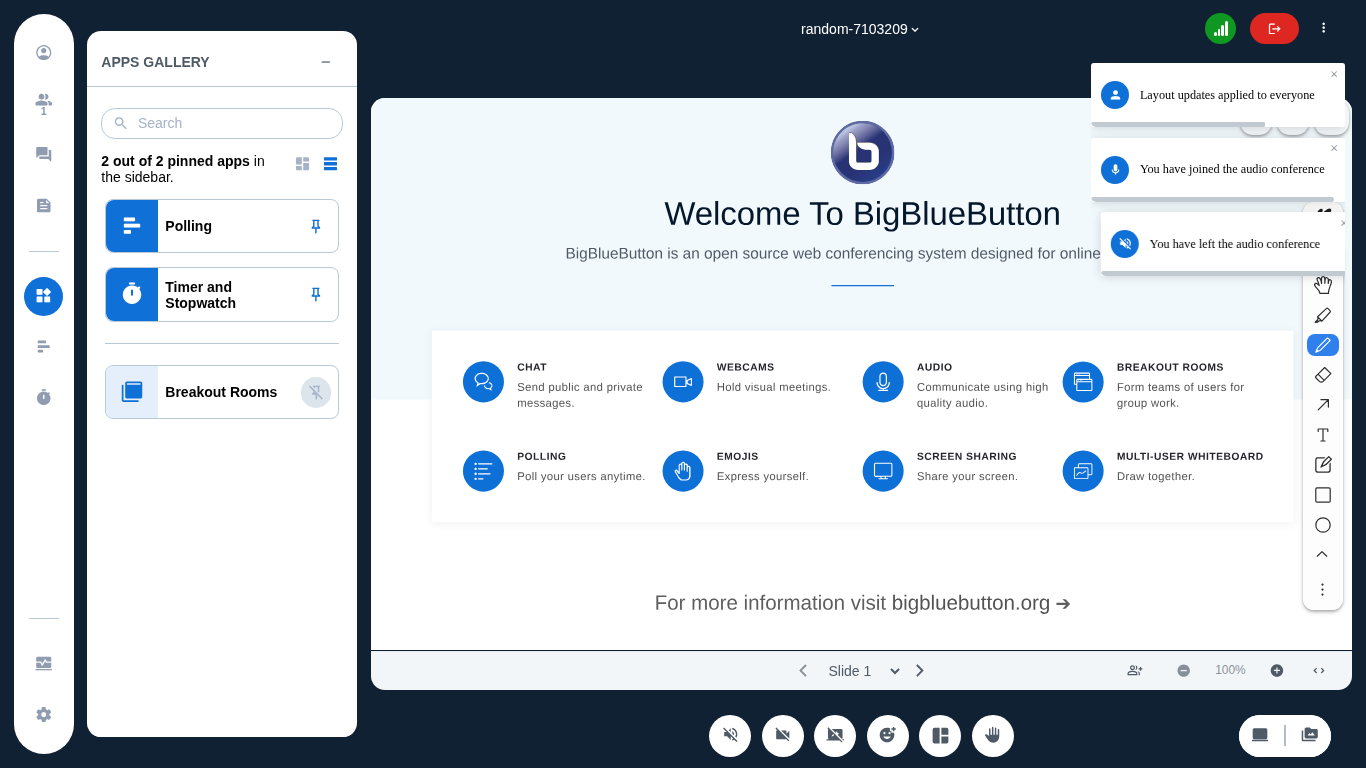 random-7103209
1
APPS GALLERY
Search
2 out of 2 pinned apps in
the sidebar.
Polling
Timer and
Stopwatch
Breakout Rooms
Layout updates applied to everyone
You have joined the audio conference
You have left the audio conference
Welcome To BigBlueButton
BigBlueButton is an open source web conferencing system designed for online
CHAT
Send public and private
messages.
WEBCAMS
Hold visual meetings.
AUDIO
Communicate using high
quality audio.
BREAKOUT ROOMS
Form teams of users for
group work.
POLLING
Poll your users anytime.
EMOJIS
Express yourself.
SCREEN SHARING
Share your screen.
MULTI-USER WHITEBOARD
Draw together.
For more information visit bigbluebutton.org ➔
Slide 1
100%